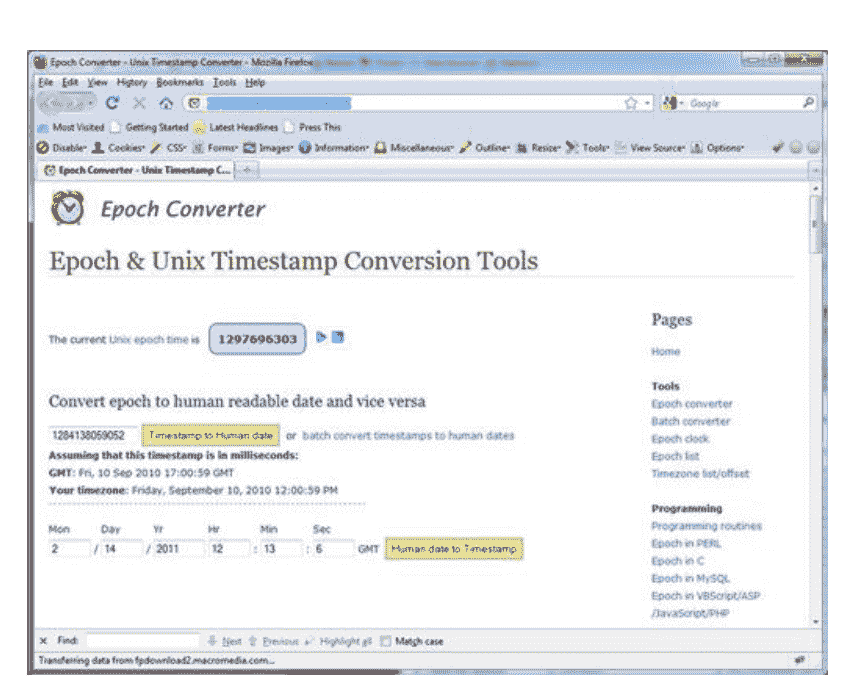 Epoch Converter - Unix Timestamp Converter - Mozilla Firefox
File Edit View History Bookmarks Tools Help
Google
Most Visited Getting Started Latest Headlines Press This
Disable Cookies CSS Forms Images Information Miscellaneous Outline Resize Tools View Source Options
Epoch Converter - Unix Timestamp C...
Epoch Converter
Epoch & Unix Timestamp Conversion Tools
The current Unix epoch time is 1297696303
Convert epoch to human readable date and vice versa
1284138059052 Timestamp to Human date or batch convert timestamps to human dates
Assuming that this timestamp is in milliseconds:
GMT: Fri, 10 Sep 2010 17:00:59 GMT
Your timezone: Friday, September 10, 2010 12:00:59 PM
Mon Day Yr Hr Min Sec
2 / 14 / 2011 12 : 13 : 6 GMT Human date to Timestamp
Pages
Home
Tools
Epoch converter
Batch converter
Epoch clock
Epoch list
Timezone list/offset
Programming
Programming routines
Epoch in PERL
Epoch in C
Epoch in MySQL
Epoch in VBScript/ASP
/JavaScript/PHP
x Find: Next Previous Highlight all Match case
Transferring data from fpdownload2.macromedia.com...